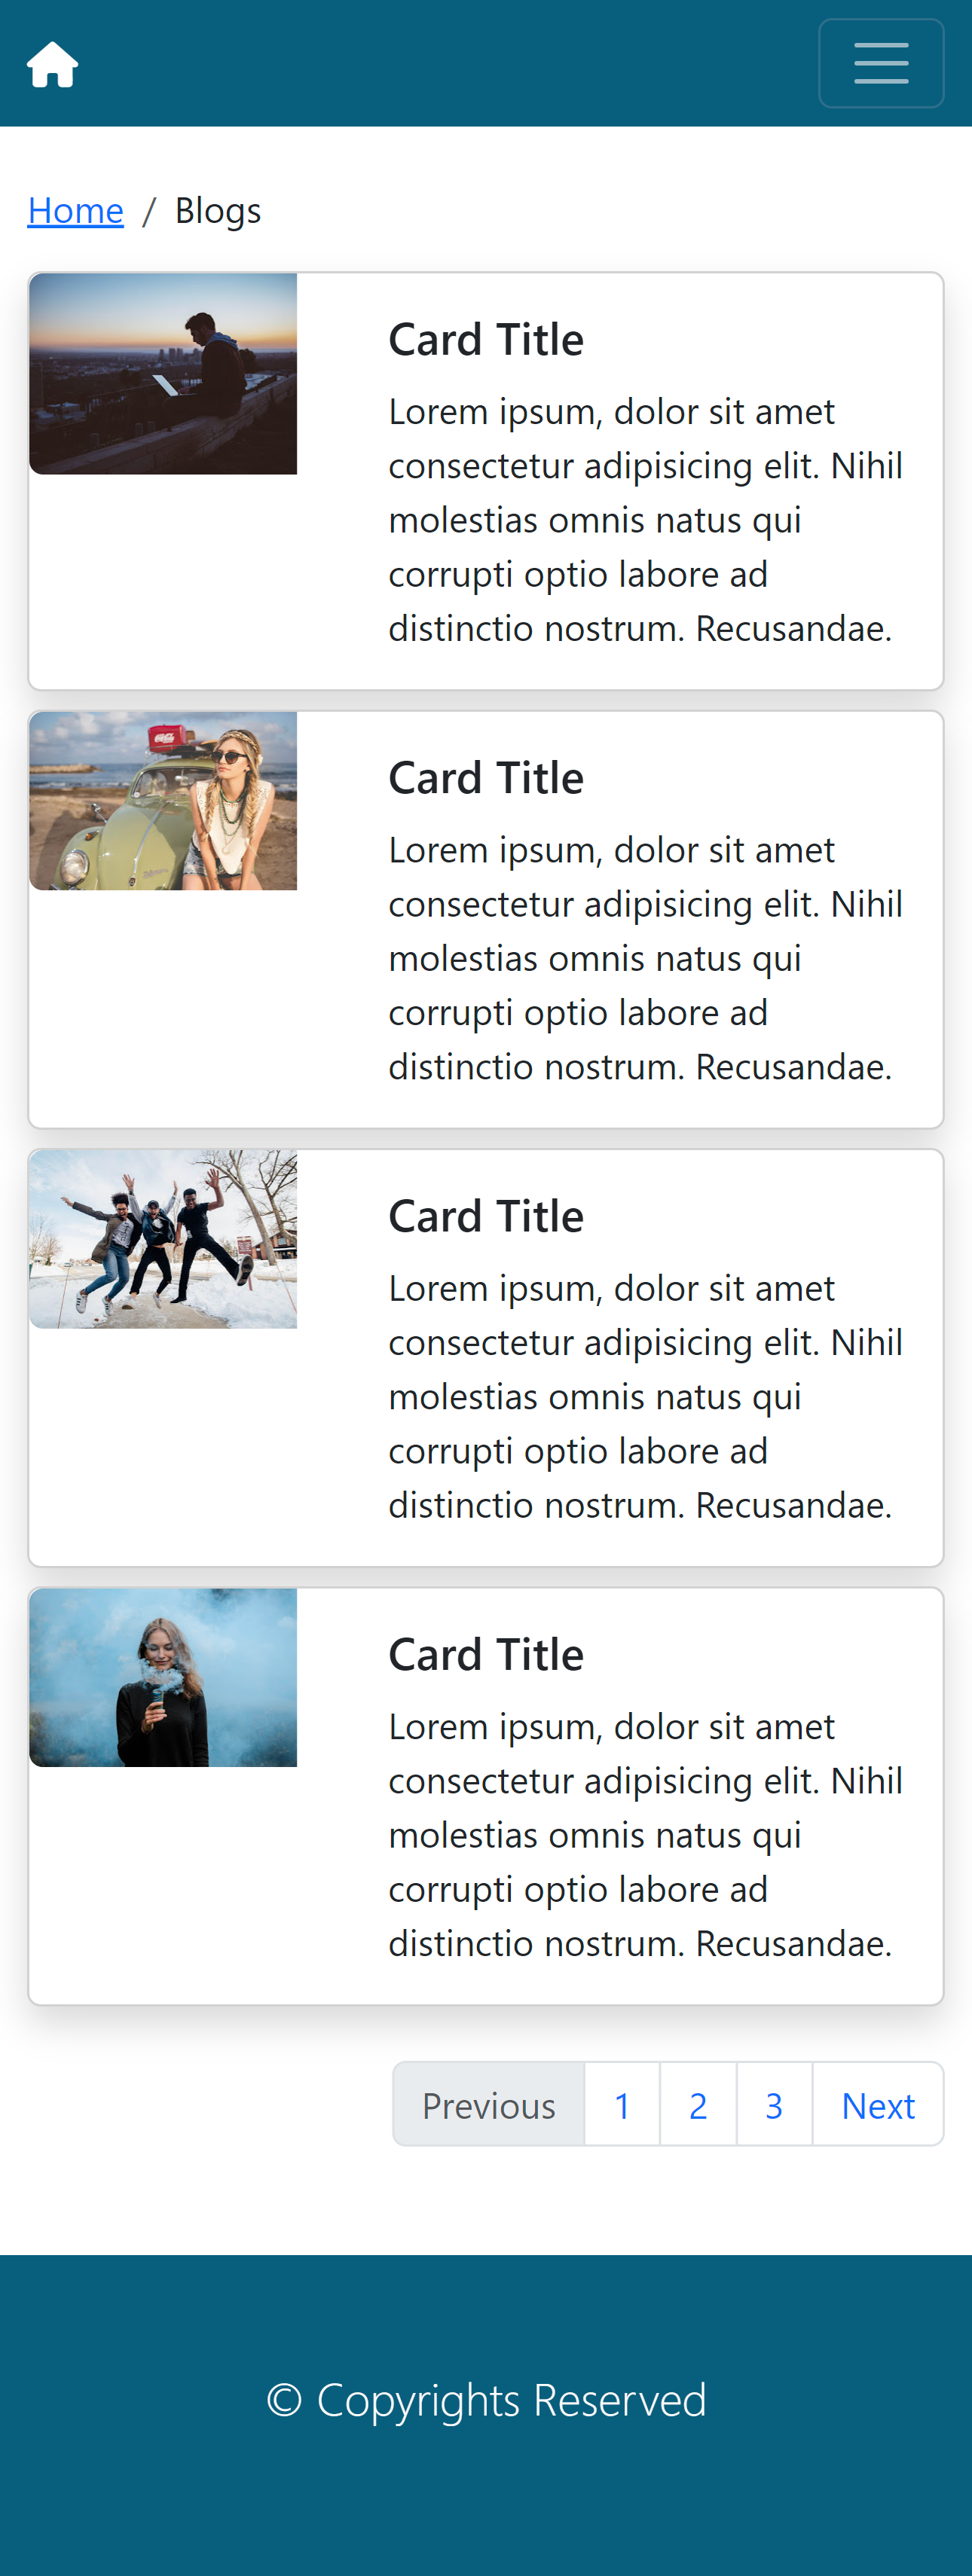 Home / Blogs
Card Title
Lorem ipsum, dolor sit amet
consectetur adipisicing elit. Nihil
molestias omnis natus qui
corrupti optio labore ad
distinctio nostrum. Recusandae.
Card Title
Lorem ipsum, dolor sit amet
consectetur adipisicing elit. Nihil
molestias omnis natus qui
corrupti optio labore ad
distinctio nostrum. Recusandae.
Card Title
Lorem ipsum, dolor sit amet
consectetur adipisicing elit. Nihil
molestias omnis natus qui
corrupti optio labore ad
distinctio nostrum. Recusandae.
Card Title
Lorem ipsum, dolor sit amet
consectetur adipisicing elit. Nihil
molestias omnis natus qui
corrupti optio labore ad
distinctio nostrum. Recusandae.
Previous 1 2 3 Next
© Copyrights Reserved